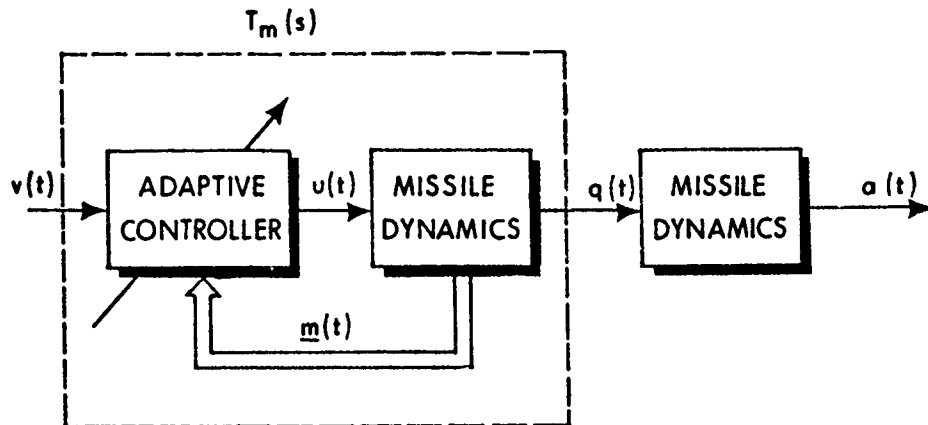 T_m(s)
v(t)
ADAPTIVE
CONTROLLER
u(t)
MISSILE
DYNAMICS
q(t)
MISSILE
DYNAMICS
a(t)
m(t)